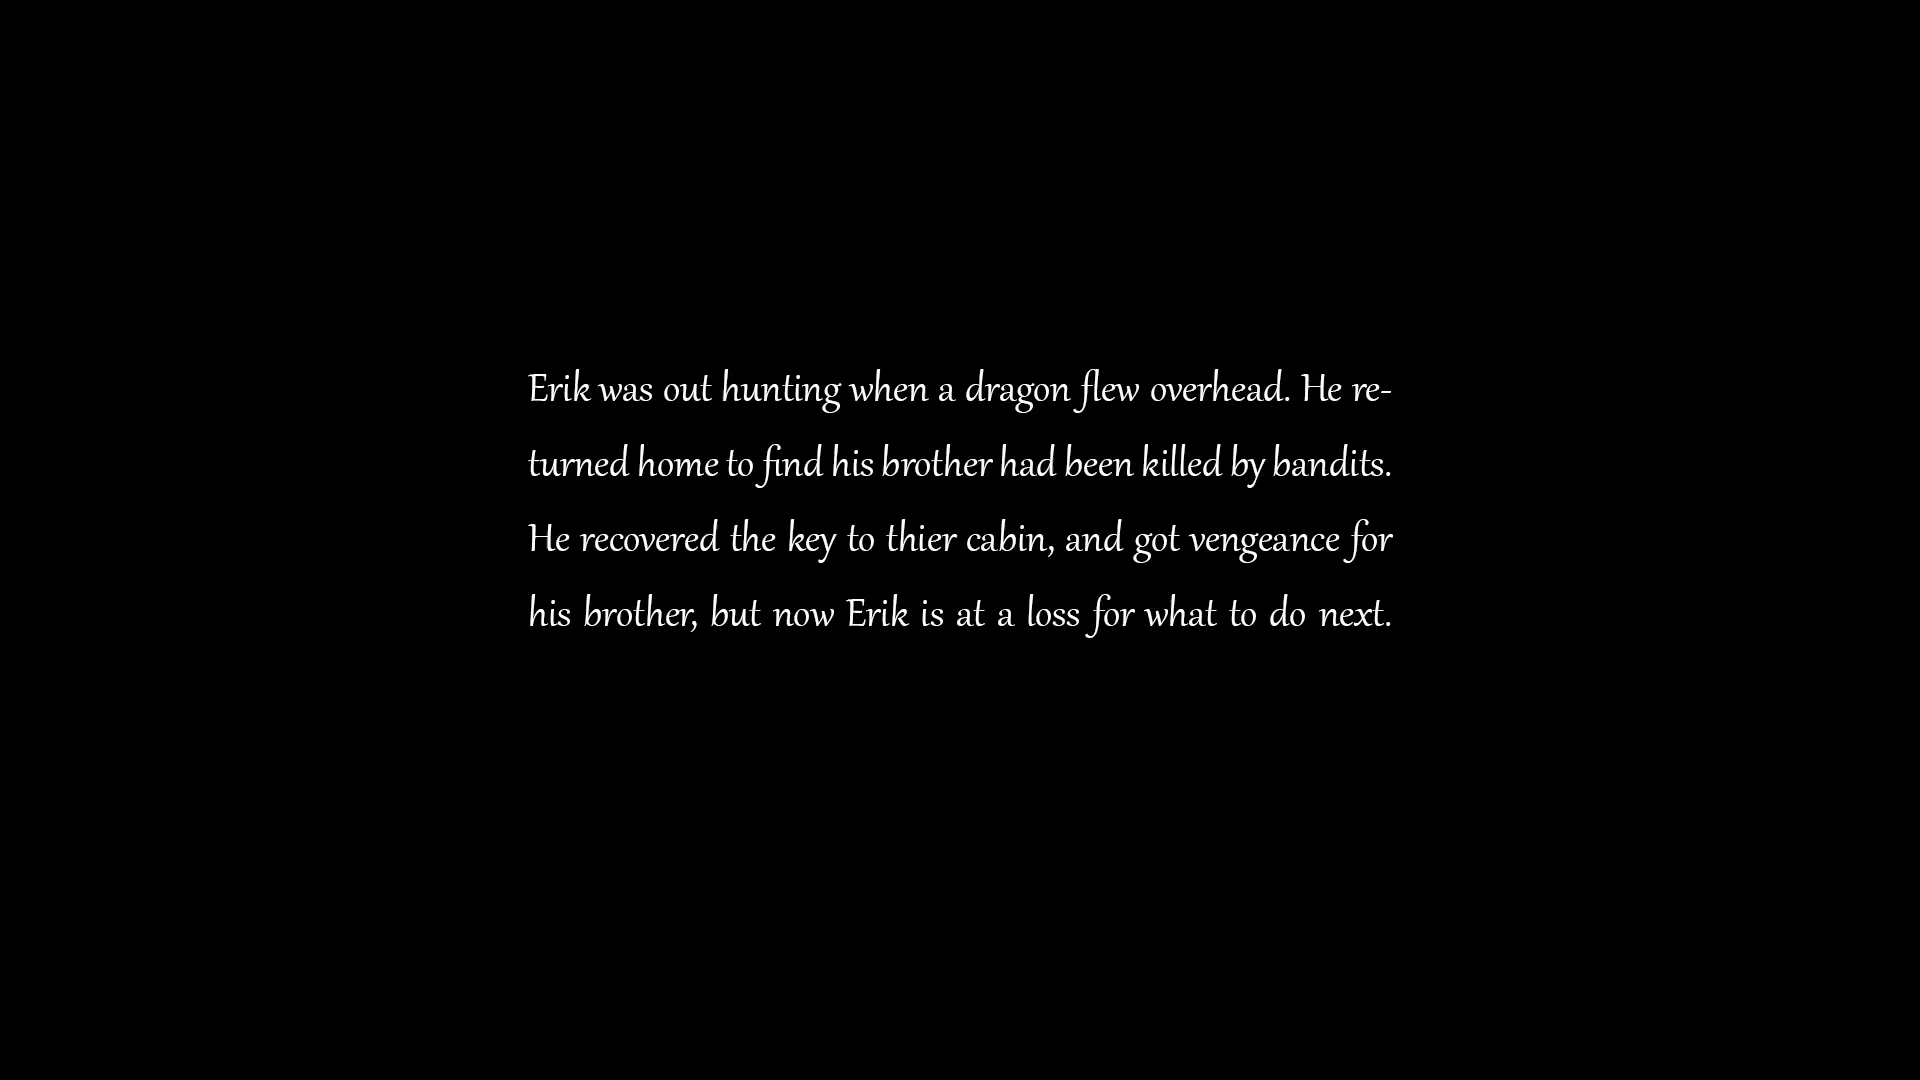 Erik was out hunting when a dragon flew overhead. He re-
turned home to find his brother had been killed by bandits.
He recovered the key to thier cabin, and got vengeance for
his brother, but now Erik is at a loss for what to do next.